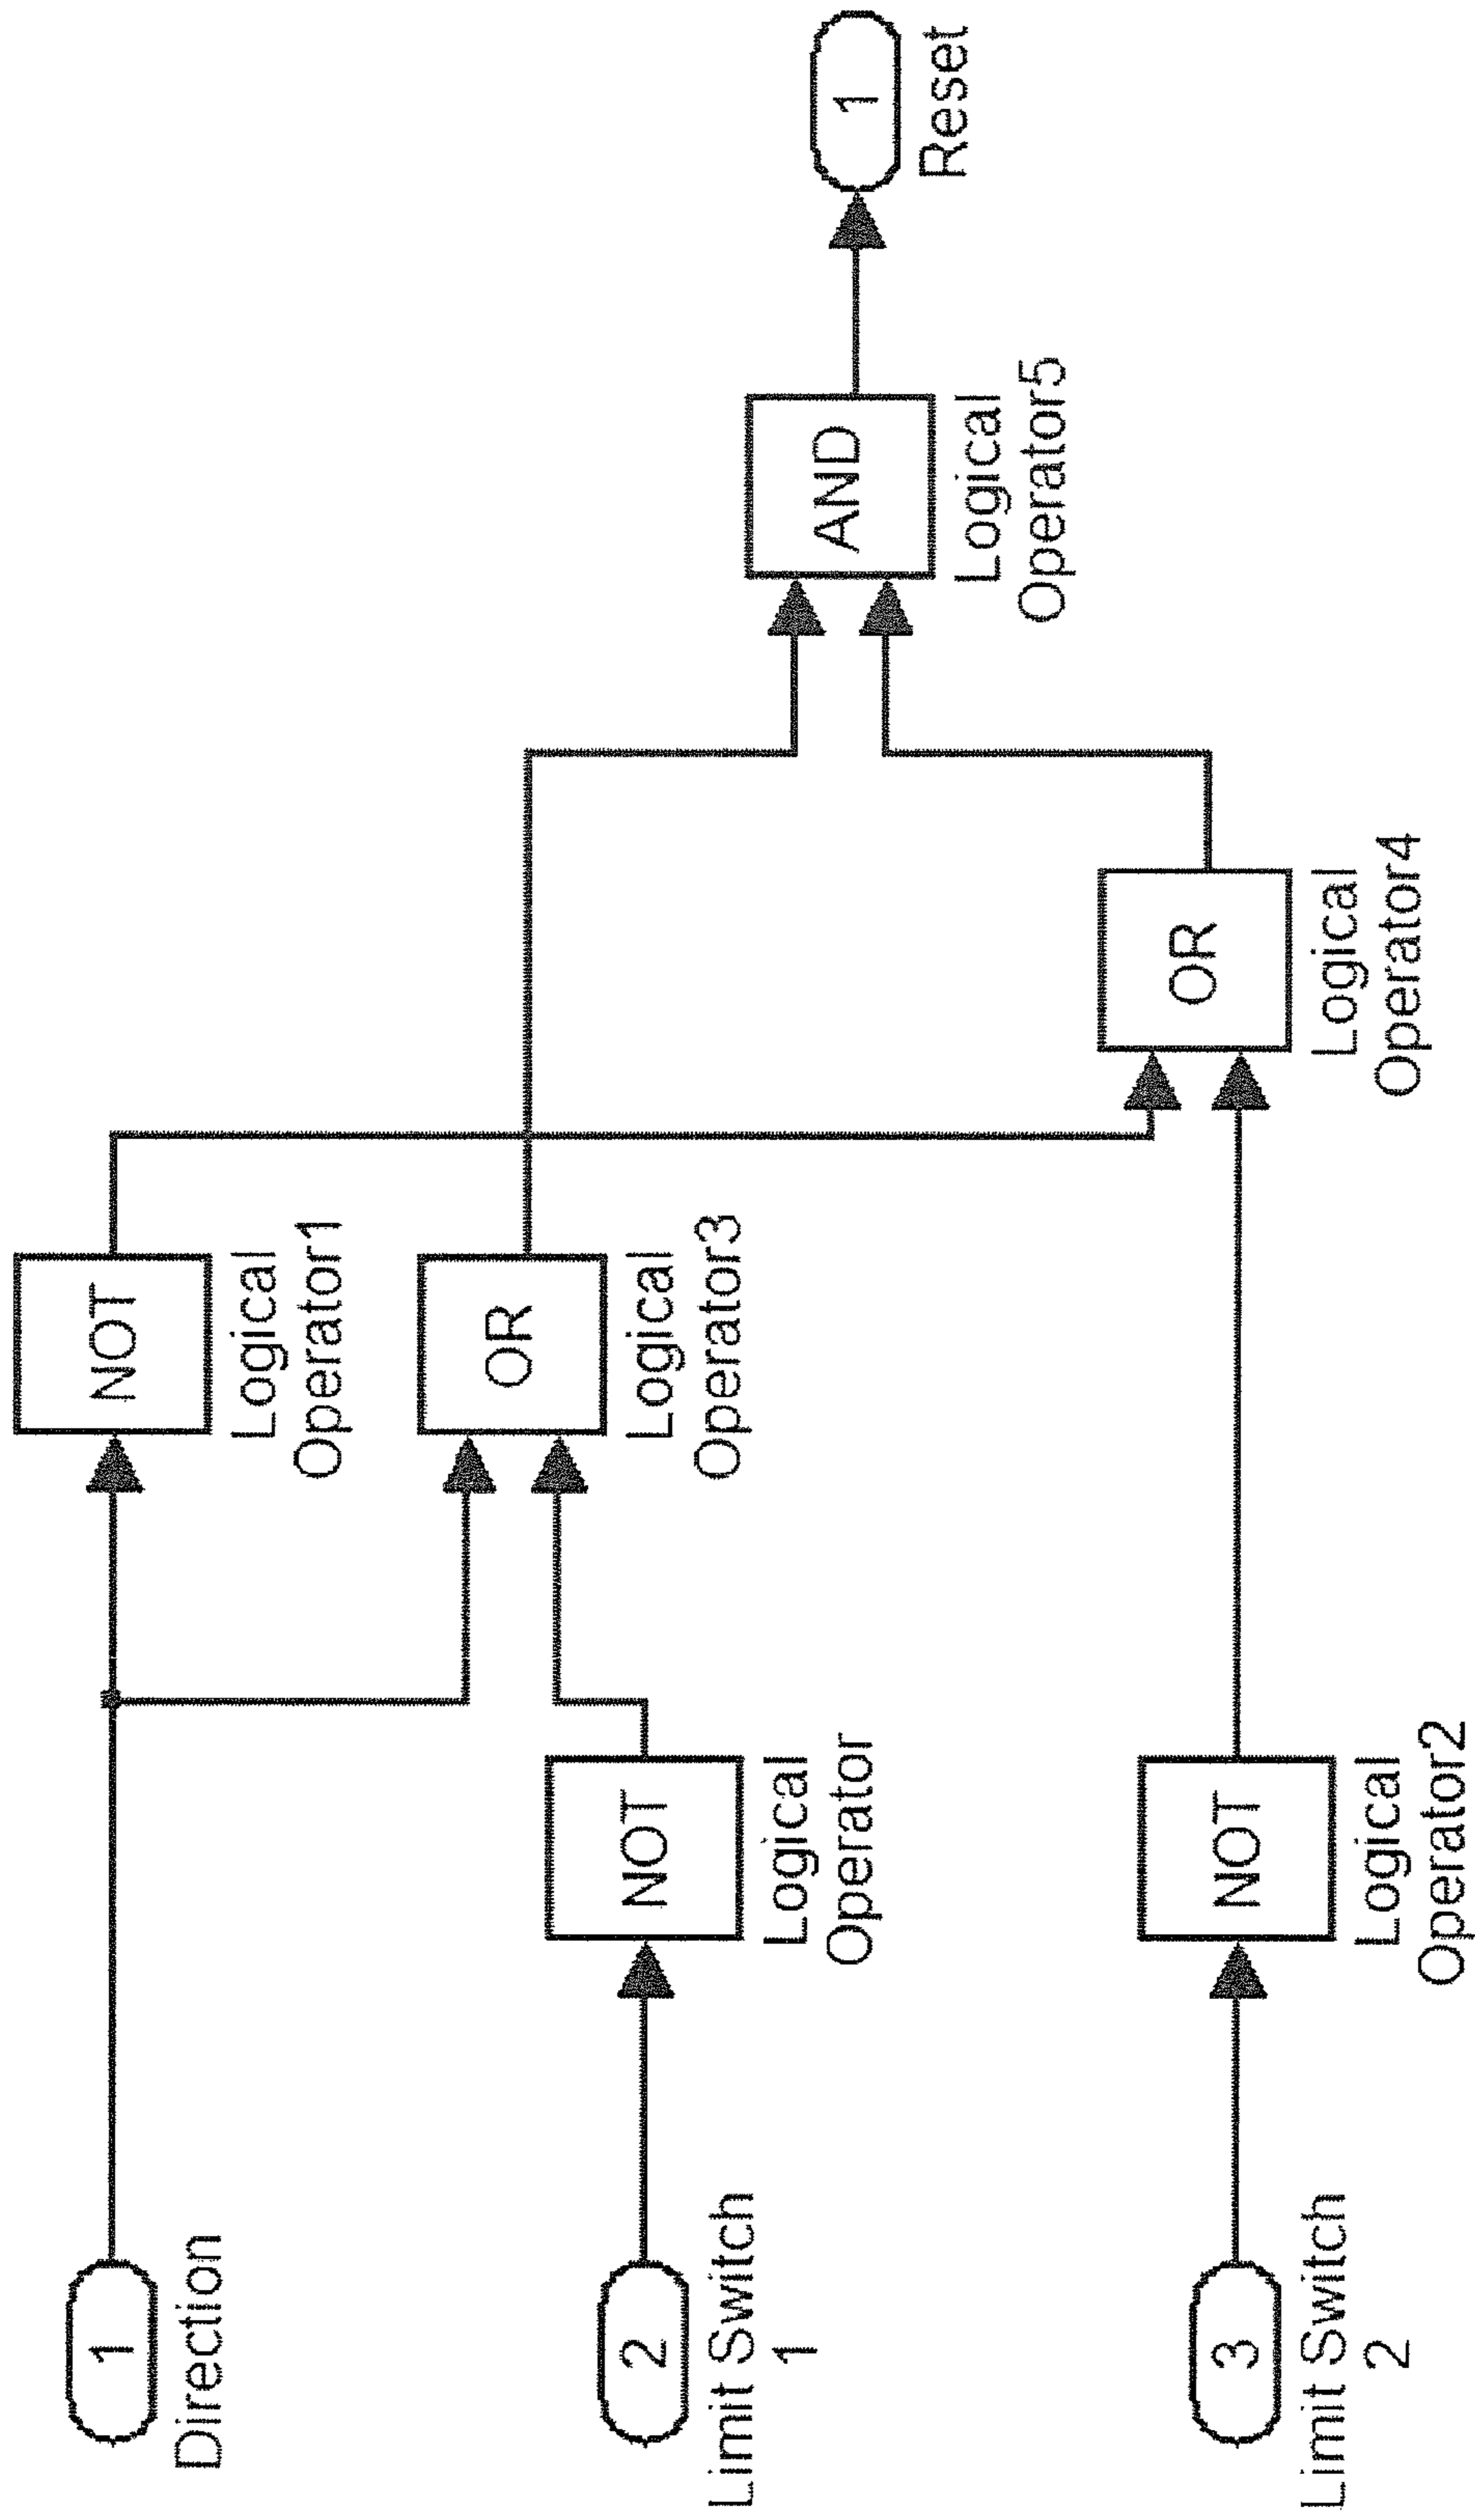 1
Direction
NOT
Logical
Operator1
OR
Logical
Operator3
2
Limit Switch
1
NOT
Logical
Operator
AND
Logical
Operator5
1
Reset
OR
Logical
Operator4
3
Limit Switch
2
NOT
Logical
Operator2